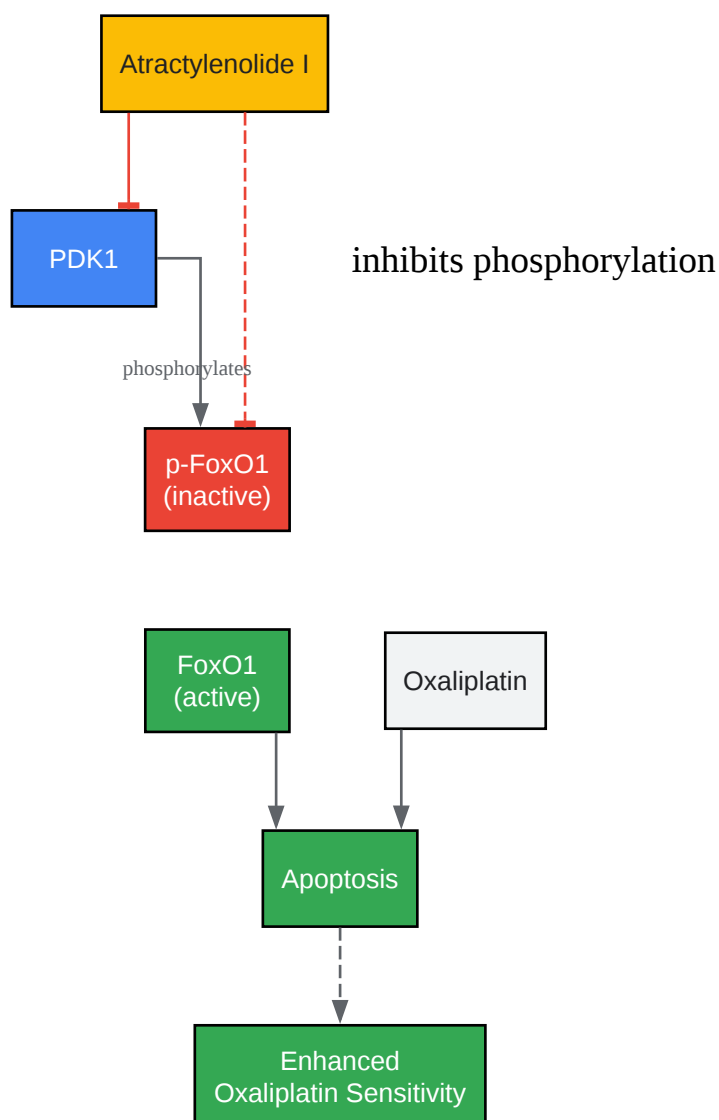 Atractylenolide I
PDK1
inhibits phosphorylation
phosphorylates
p-FoxO1
(inactive)
FoxO1
(active)
Oxaliplatin
Apoptosis
Enhanced
Oxaliplatin Sensitivity